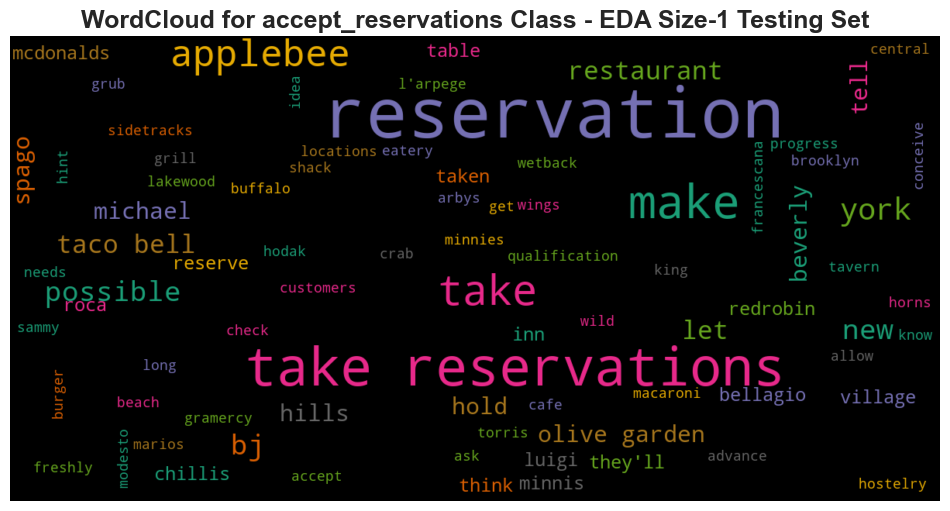 WordCloud for accept_reservations Class - EDA Size-1 Testing Set
mcdonalds
applebee
table
central
grub
idea
l'arpege
restaurant
tell
reservation
sidetracks
spago
hint
grill
locations
eatery
shack
wetback
progress
brooklyn
conceive
francescana
lakewood
buffalo
taken
arbys
get
wings
make
beverly
york
michael
taco bell
minnies
hodak
crab
qualification
reserve
needs
king
tavern
possible
roca
customers
take
redrobin
horns
sammy
check
inn
wild
let
new
know
long
take reservations
allow
burger
beach
gramercy
hills
hold
cafe
macaroni
bellagio
village
modesto
marios
bj
torris
olive garden
freshly
chillis
accept
ask
luigi
they'll
advance
think
minnis
hostelry